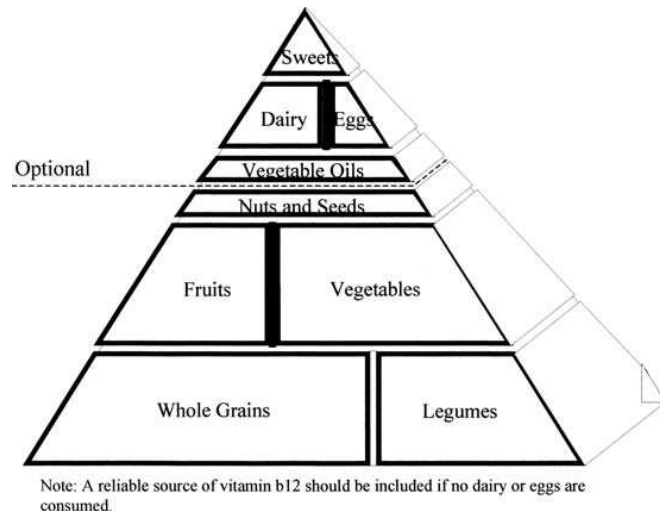 Sweets
Dairy Eggs
Optional
Vegetable Oils
Nuts and Seeds
Fruits Vegetables
Whole Grains Legumes
Note: A reliable source of vitamin b12 should be included if no dairy or eggs are
consumed.